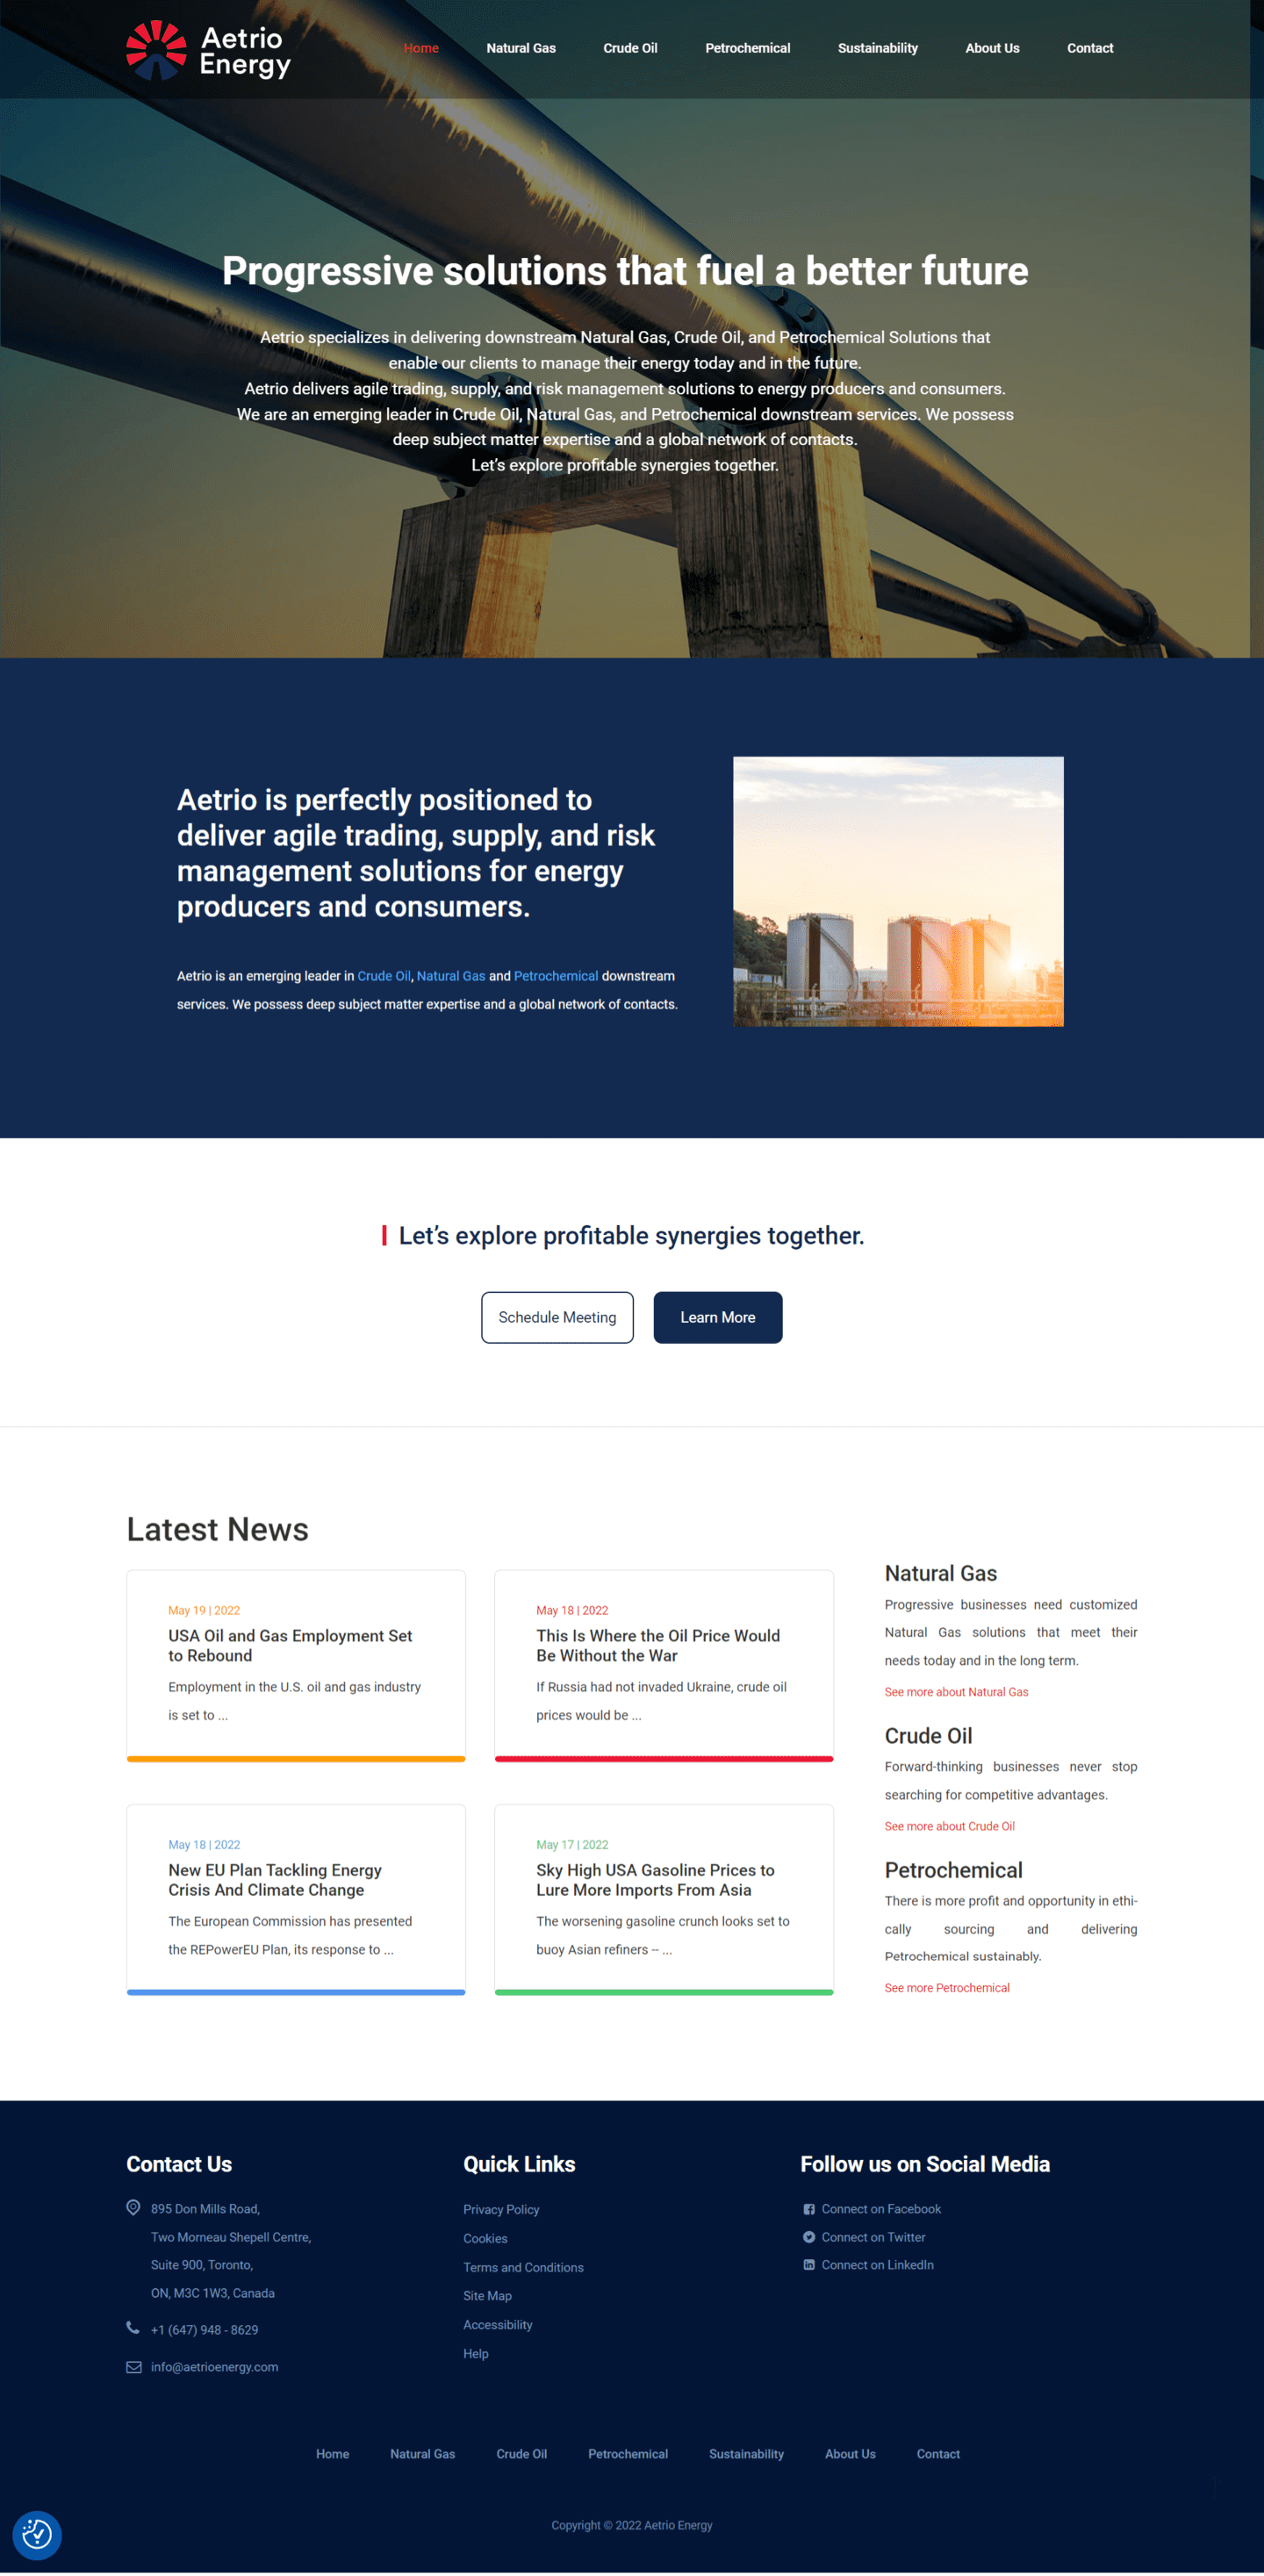 Aetrio
Energy
Home
Natural Gas
Crude Oil
Petrochemical
Sustainability
About Us
Contact
Progressive solutions that fuel a better future
Aetrio specializes in delivering downstream Natural Gas, Crude Oil, and Petrochemical Solutions that
enable our clients to manage their energy today and in the future.
Aetrio delivers agile trading, supply, and risk management solutions to energy producers and consumers.
We are an emerging leader in Crude Oil, Natural Gas, and Petrochemical downstream services. We possess
deep subject matter expertise and a global network of contacts.
Let's explore profitable synergies together.
Aetrio is perfectly positioned to
deliver agile trading, supply, and risk
management solutions for energy
producers and consumers.
Aetrio is an emerging leader in Crude Oil, Natural Gas and Petrochemical downstream
services. We possess deep subject matter expertise and a global network of contacts.
Let's explore profitable synergies together.
Schedule Meeting
Learn More
Latest News
May 19 | 2022
USA Oil and Gas Employment Set
to Rebound
Employment in the U.S. oil and gas industry
is set to ...
May 18 | 2022
This Is Where the Oil Price Would
Be Without the War
If Russia had not invaded Ukraine, crude oil
prices would be ...
May 18 | 2022
New EU Plan Tackling Energy
Crisis And Climate Change
The European Commission has presented
the REPowerEU Plan, its response to ...
May 17 | 2022
Sky High USA Gasoline Prices to
Lure More Imports From Asia
The worsening gasoline crunch looks set to
buoy Asian refiners -- ...
Natural Gas
Progressive businesses need customized
Natural Gas solutions that meet their
needs today and in the long term.
See more about Natural Gas
Crude Oil
Forward-thinking businesses never stop
searching for competitive advantages.
See more about Crude Oil
Petrochemical
There is more profit and opportunity in ethi-
cally sourcing and delivering
Petrochemical sustainably.
See more Petrochemical
Contact Us
895 Don Mills Road,
Two Morneau Shepell Centre,
Suite 900, Toronto,
ON, M3C 1W3, Canada
+1 (647) 948 - 8629
info@aetrioenergy.com
Quick Links
Privacy Policy
Cookies
Terms and Conditions
Site Map
Accessibility
Help
Follow us on Social Media
Connect on Facebook
Connect on Twitter
Connect on LinkedIn
Home
Natural Gas
Crude Oil
Petrochemical
Sustainability
About Us
Contact
Copyright © 2022 Aetrio Energy